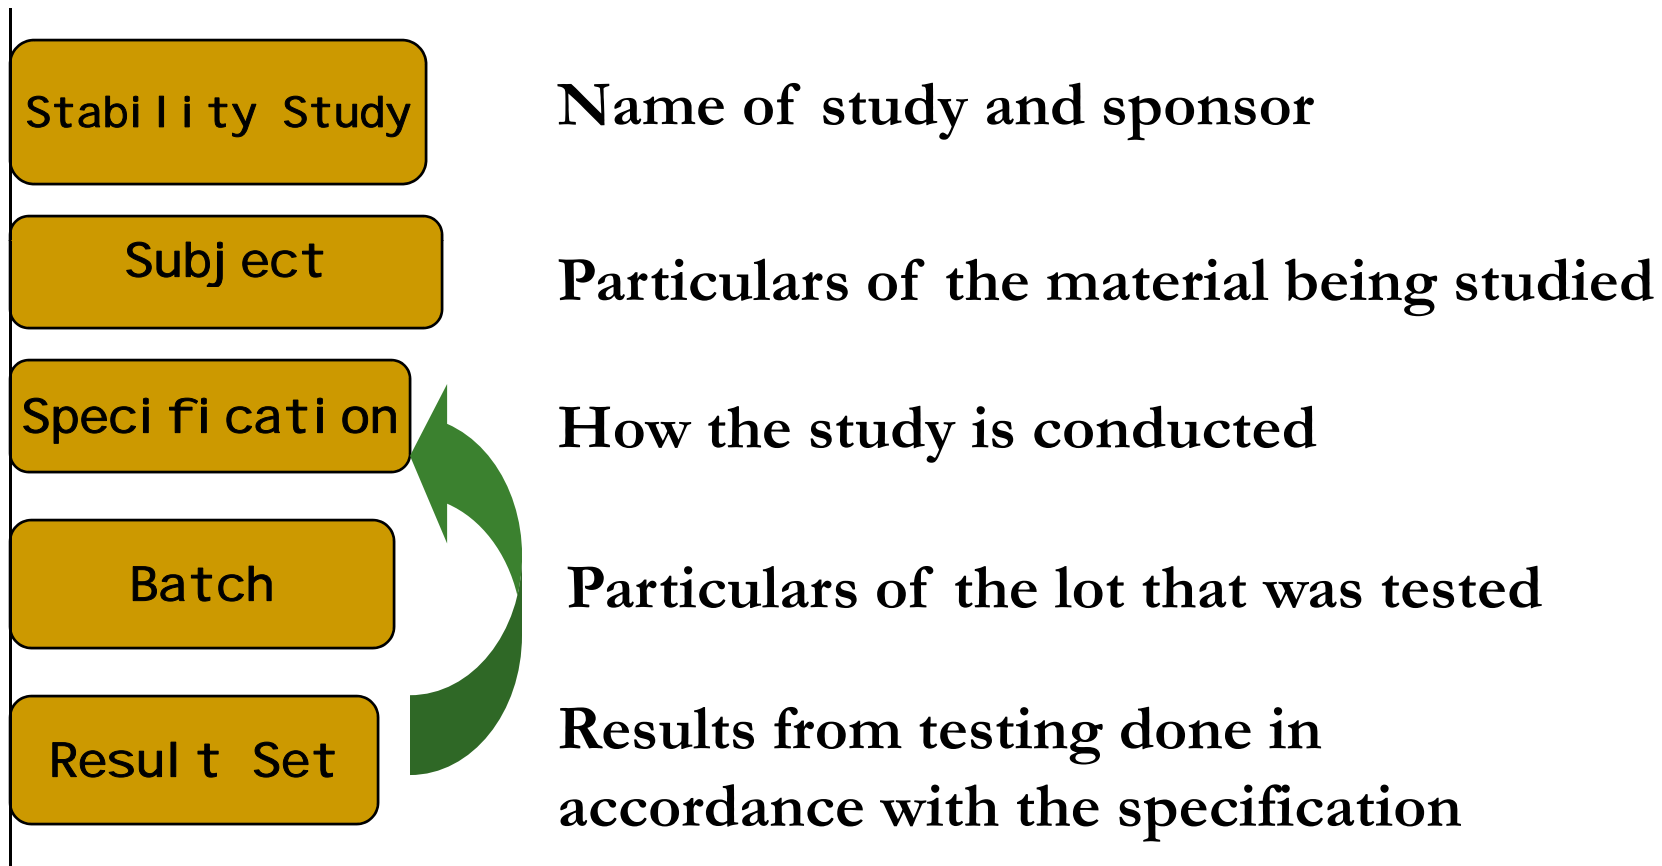 Stability Study
Name of study and sponsor
Subject
Particulars of the material being studied
Specification
How the study is conducted
Batch
Particulars of the lot that was tested
Result Set
Results from testing done in
accordance with the specification